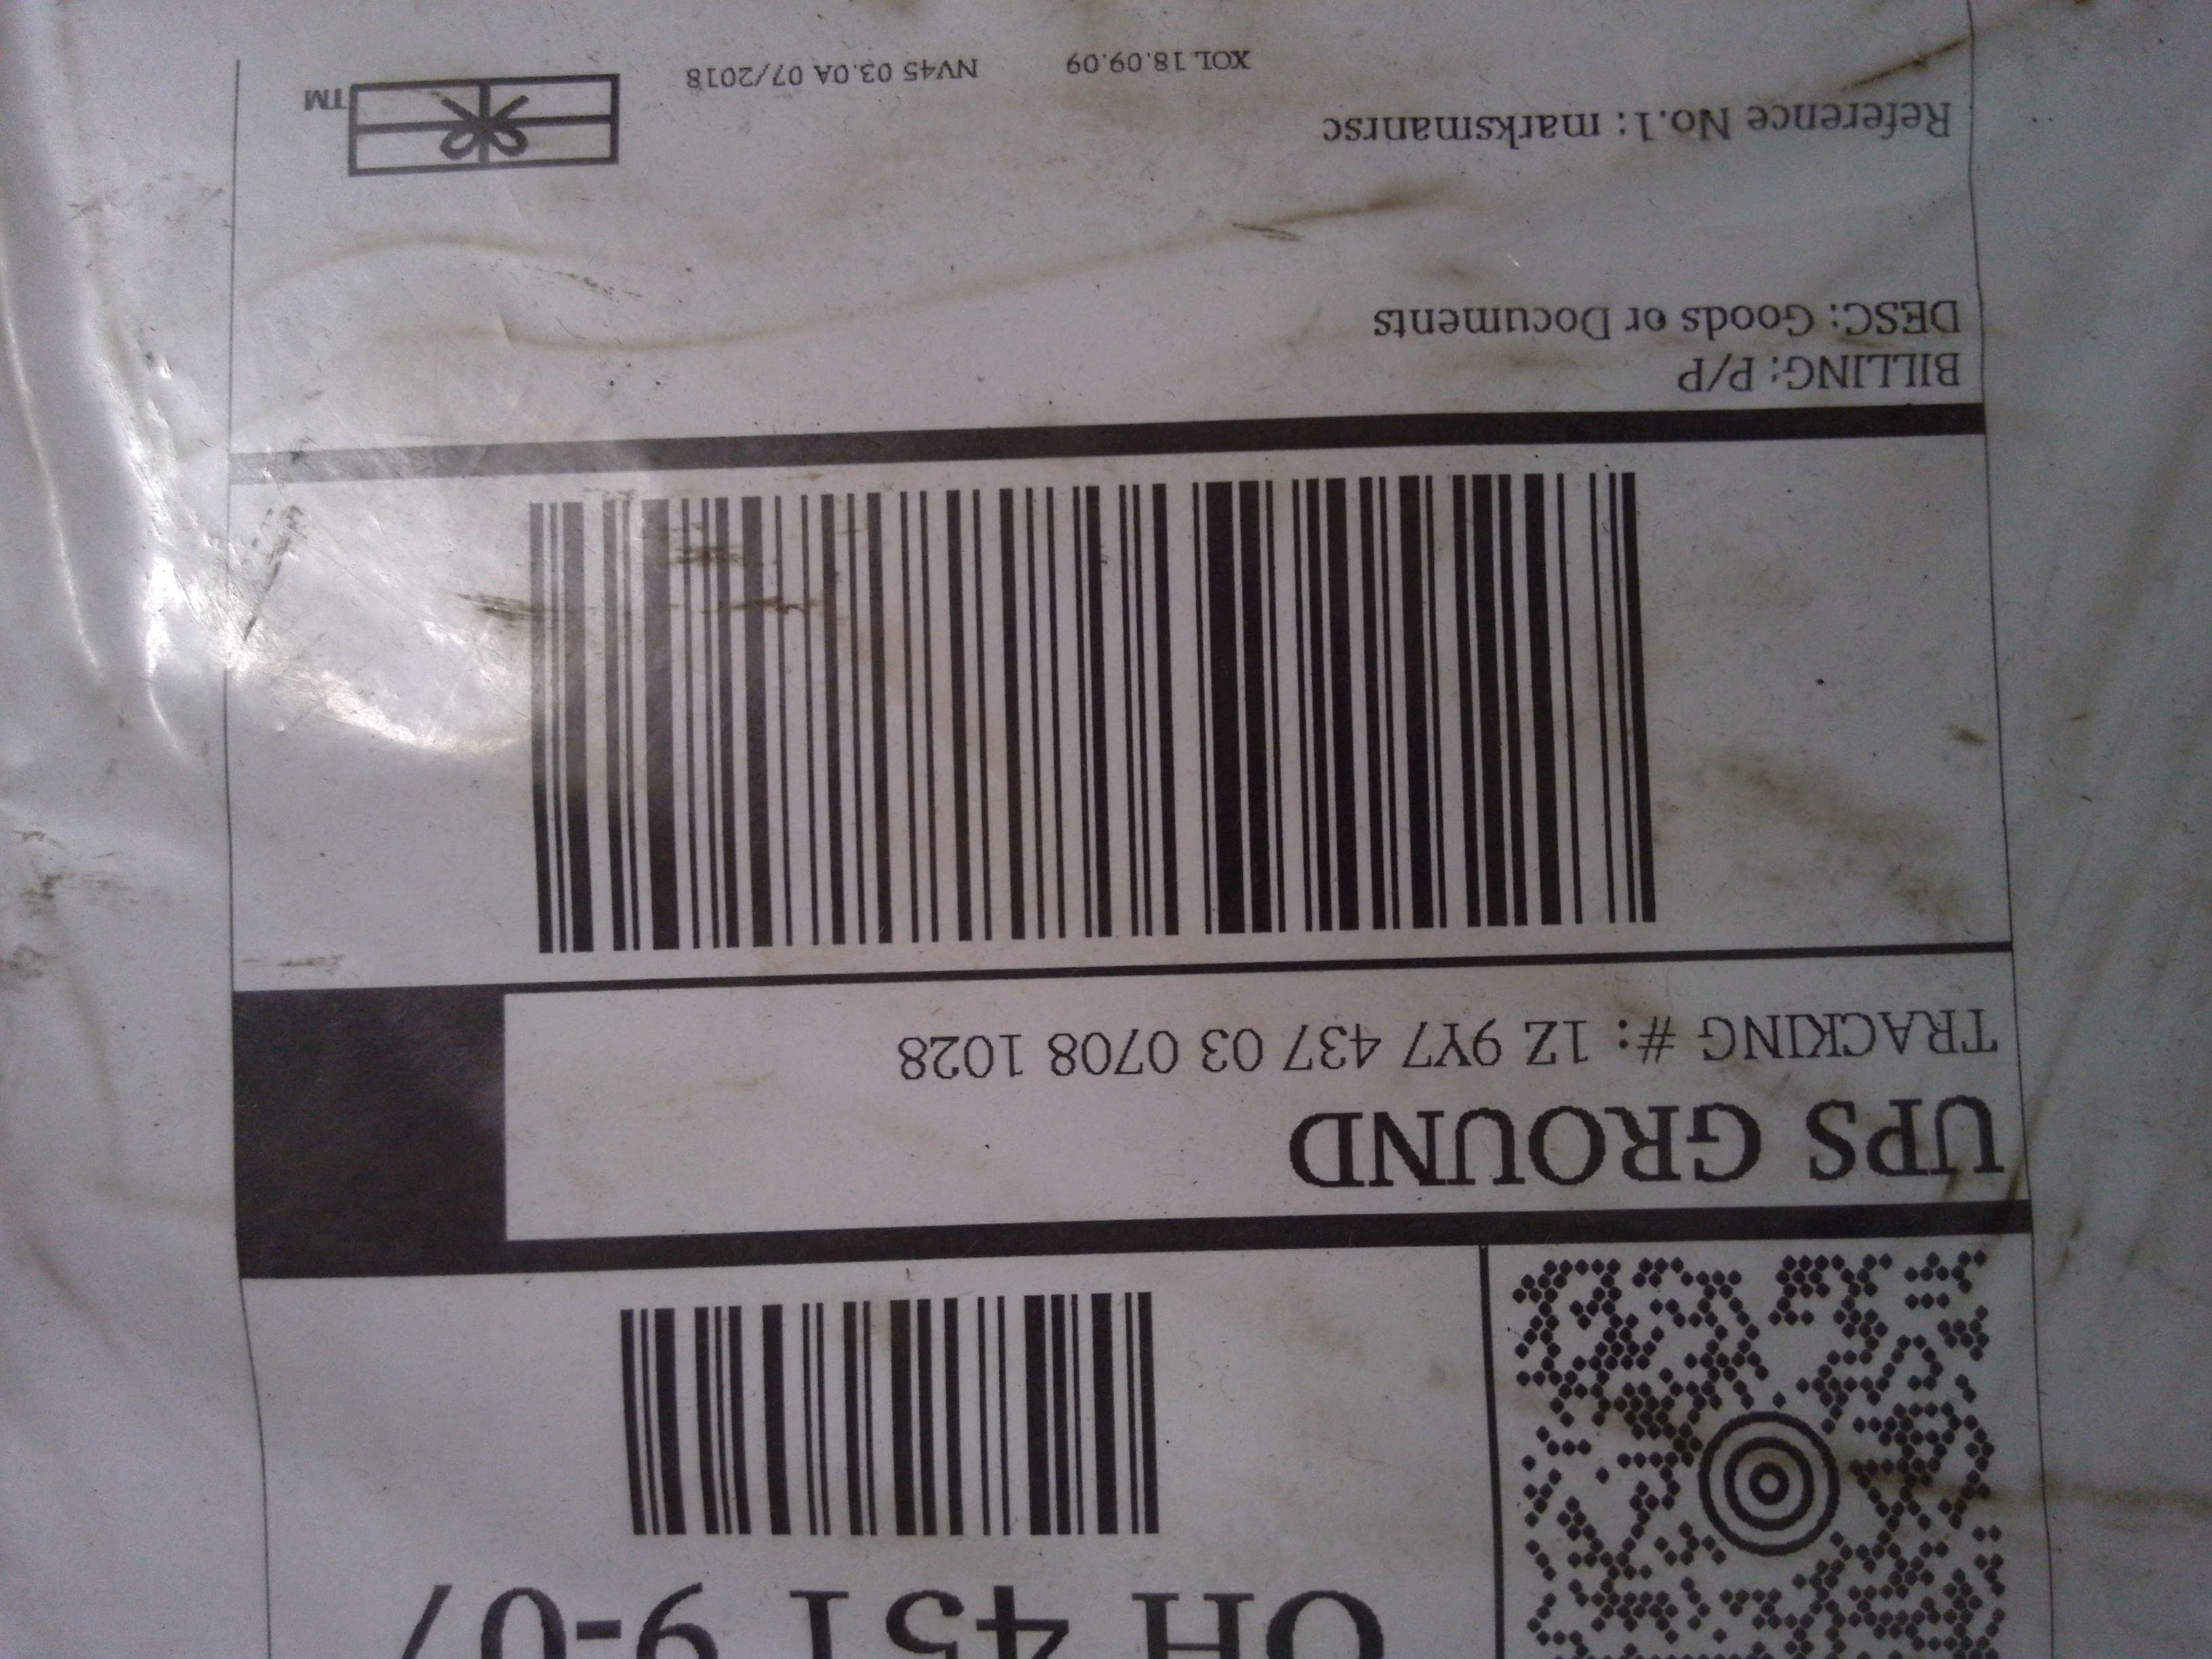 OH 451 9-07
UPS GROUND
TRACKING #: 1Z 9Y7 437 03 0708 1028
BILLING: P/P
DESC: Goods or Documents
Reference No.1: marksmanrsc
XOL 18.09.09 NV45 03.0A 07/2018
TM